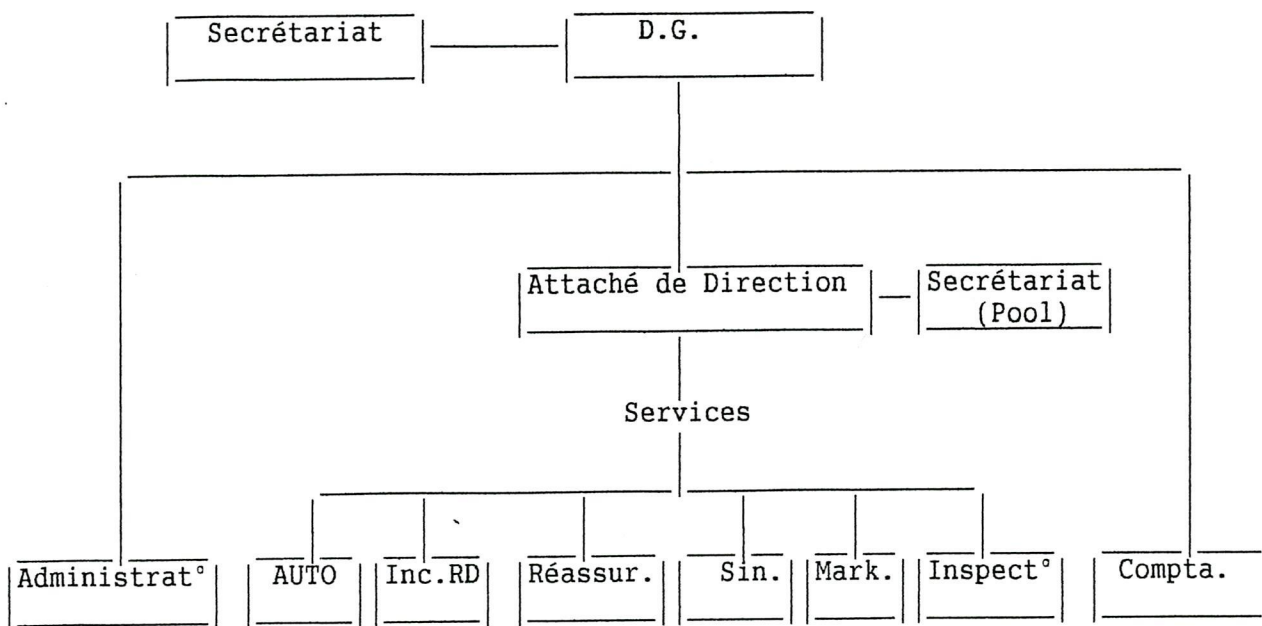 Secrétariat
D.G.
Attaché de Direction
Secrétariat
(Pool)
Services
Administrat°
AUTO
Inc.RD
Réassur.
Sin.
Mark.
Inspect°
Compta.